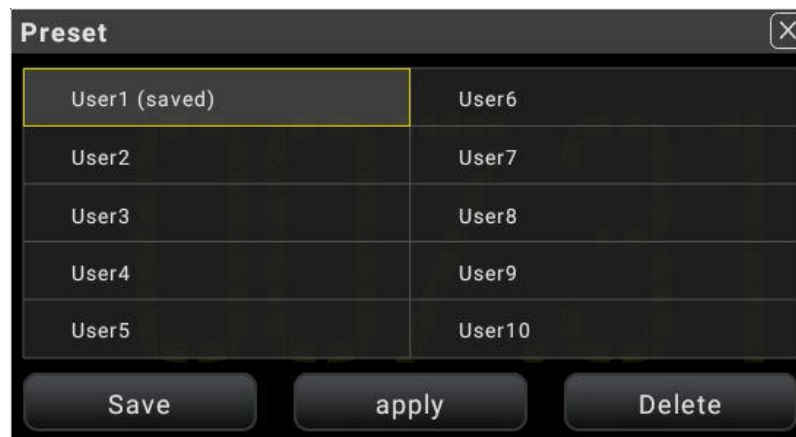 Preset
User1 (saved)
User6
User2
User7
User3
User8
User4
User9
User5
User10
Save
apply
Delete